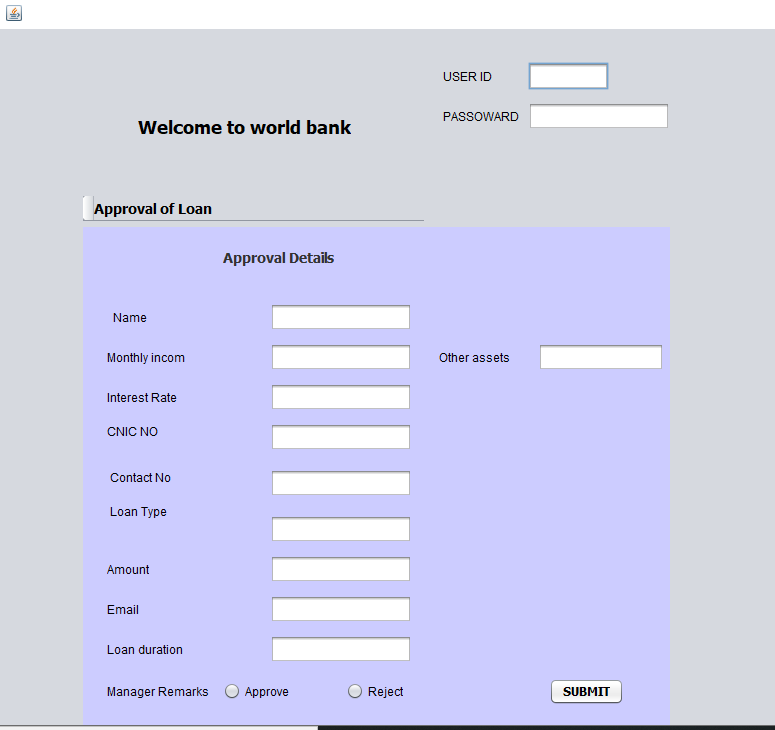 USER ID
PASSOWARD
Welcome to world bank
Approval of Loan
Approval Details
Name
Monthly incom
Other assets
Interest Rate
CNIC NO
Contact No
Loan Type
Amount
Email
Loan duration
Manager Remarks Approve Reject SUBMIT